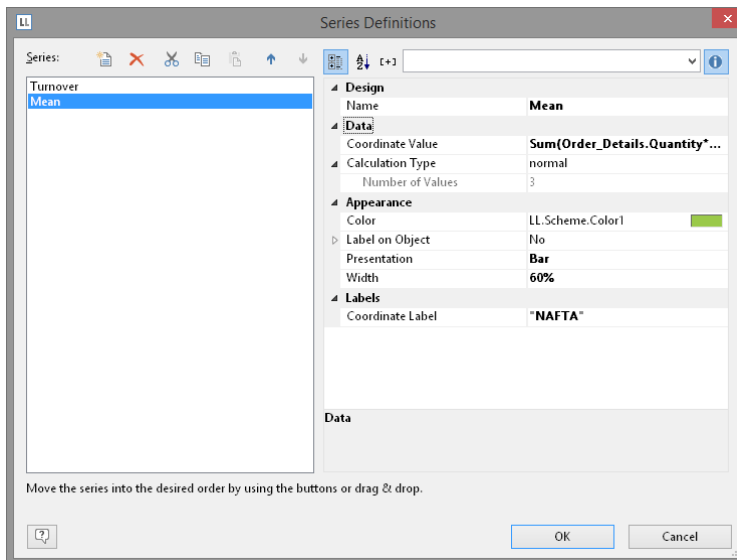 LL Series Definitions
Series:
[+]
Turnover
Mean
Design
Name Mean
Data
Coordinate Value Sum(Order_Details.Quantity*...
Calculation Type normal
Number of Values 3
Appearance
Color LL.Scheme.Color1
Label on Object No
Presentation Bar
Width 60%
Labels
Coordinate Label "NAFTA"
Data
Move the series into the desired order by using the buttons or drag & drop.
OK Cancel